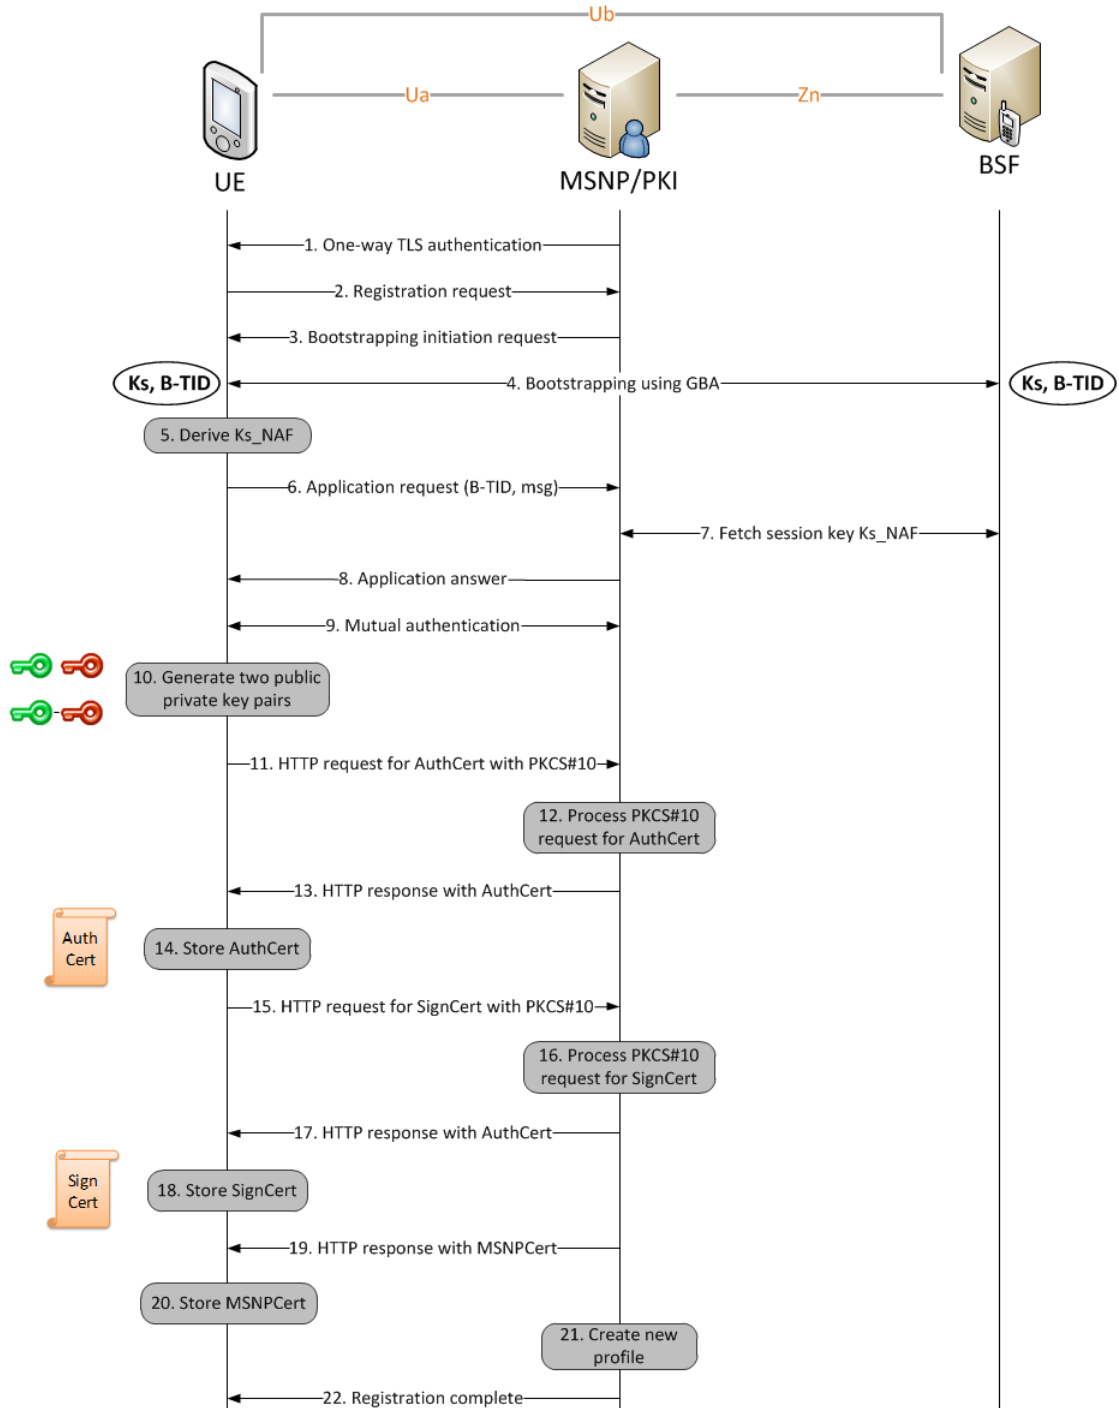 Ub
Ua
Zn
UE
MSNP/PKI
BSF
1. One-way TLS authentication
2. Registration request
3. Bootstrapping initiation request
Ks, B-TID
4. Bootstrapping using GBA
Ks, B-TID
5. Derive Ks_NAF
6. Application request (B-TID, msg)
7. Fetch session key Ks_NAF
8. Application answer
9. Mutual authentication
10. Generate two public
private key pairs
11. HTTP request for AuthCert with PKCS#10
12. Process PKCS#10
request for AuthCert
13. HTTP response with AuthCert
Auth
Cert
14. Store AuthCert
15. HTTP request for SignCert with PKCS#10
16. Process PKCS#10
request for SignCert
17. HTTP response with AuthCert
Sign
Cert
18. Store SignCert
19. HTTP response with MSNPCert
20. Store MSNPCert
21. Create new
profile
22. Registration complete